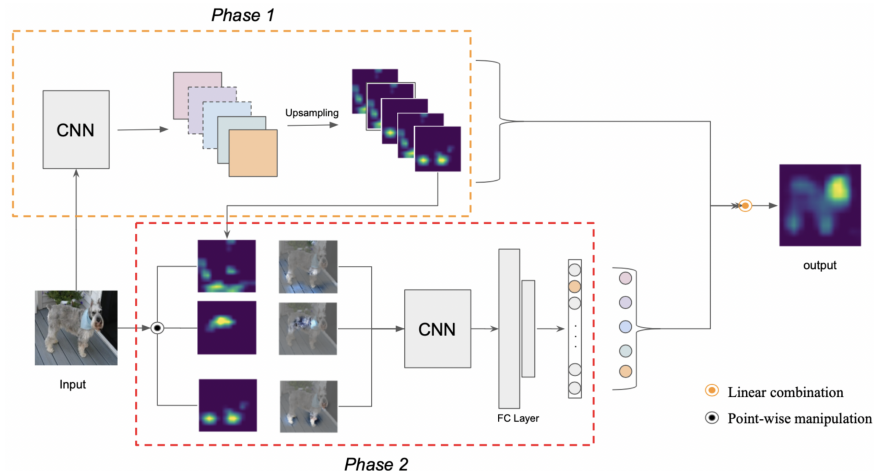 Phase 1
CNN
Upsampling
Input
CNN
FC Layer
output
Linear combination
Point-wise manipulation
Phase 2